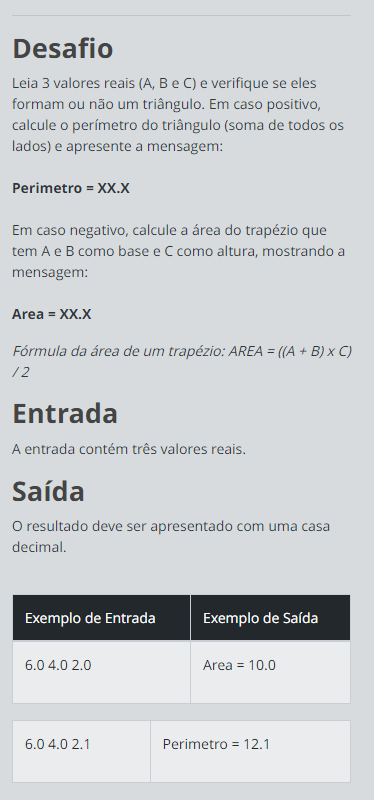 Desafio
Leia 3 valores reais (A, B e C) e verifique se eles
formam ou não um triângulo. Em caso positivo,
calcule o perímetro do triângulo (soma de todos os
lados) e apresente a mensagem:
Perimetro = XX.X
Em caso negativo, calcule a área do trapézio que
tem A e B como base e C como altura, mostrando a
mensagem:
Area = XX.X
Fórmula da área de um trapézio: AREA = ((A + B) x C)
/ 2
Entrada
A entrada contém três valores reais.
Saída
O resultado deve ser apresentado com uma casa
decimal.
Exemplo de Entrada Exemplo de Saída
6.0 4.0 2.0 Area = 10.0
6.0 4.0 2.1 Perimetro = 12.1